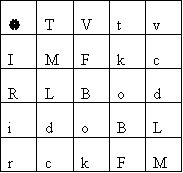 T V t v
I M F k c
R L B o d
i d o B L
r c k F M